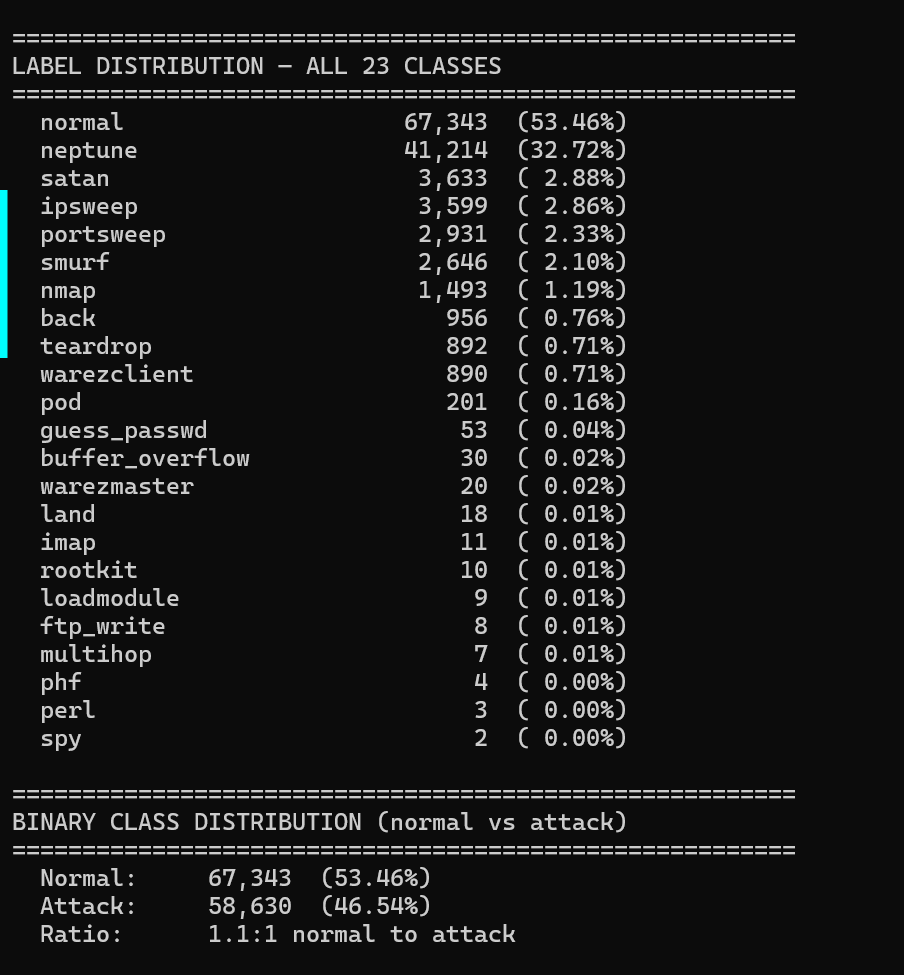 ========================================================
LABEL DISTRIBUTION — ALL 23 CLASSES
========================================================
  normal                    67,343  (53.46%)
  neptune                   41,214  (32.72%)
  satan                      3,633  ( 2.88%)
  ipsweep                    3,599  ( 2.86%)
  portsweep                  2,931  ( 2.33%)
  smurf                      2,646  ( 2.10%)
  nmap                       1,493  ( 1.19%)
  back                         956  ( 0.76%)
  teardrop                     892  ( 0.71%)
  warezclient                  890  ( 0.71%)
  pod                          201  ( 0.16%)
  guess_passwd                  53  ( 0.04%)
  buffer_overflow               30  ( 0.02%)
  warezmaster                   20  ( 0.02%)
  land                          18  ( 0.01%)
  imap                          11  ( 0.01%)
  rootkit                       10  ( 0.01%)
  loadmodule                     9  ( 0.01%)
  ftp_write                      8  ( 0.01%)
  multihop                       7  ( 0.01%)
  phf                            4  ( 0.00%)
  perl                           3  ( 0.00%)
  spy                            2  ( 0.00%)
========================================================
BINARY CLASS DISTRIBUTION (normal vs attack)
========================================================
  Normal:     67,343  (53.46%)
  Attack:     58,630  (46.54%)
  Ratio:      1.1:1 normal to attack